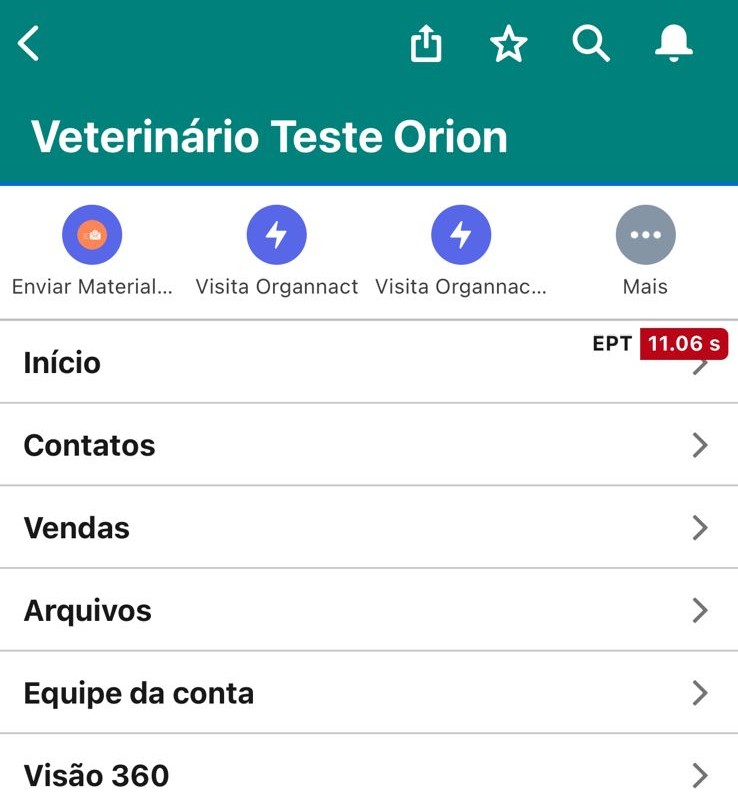 Veterinário Teste Orion
Enviar Material...
Visita Organnact
Visita Organnac...
Mais
EPT 11.06 s
Início
Contatos
Vendas
Arquivos
Equipe da conta
Visão 360